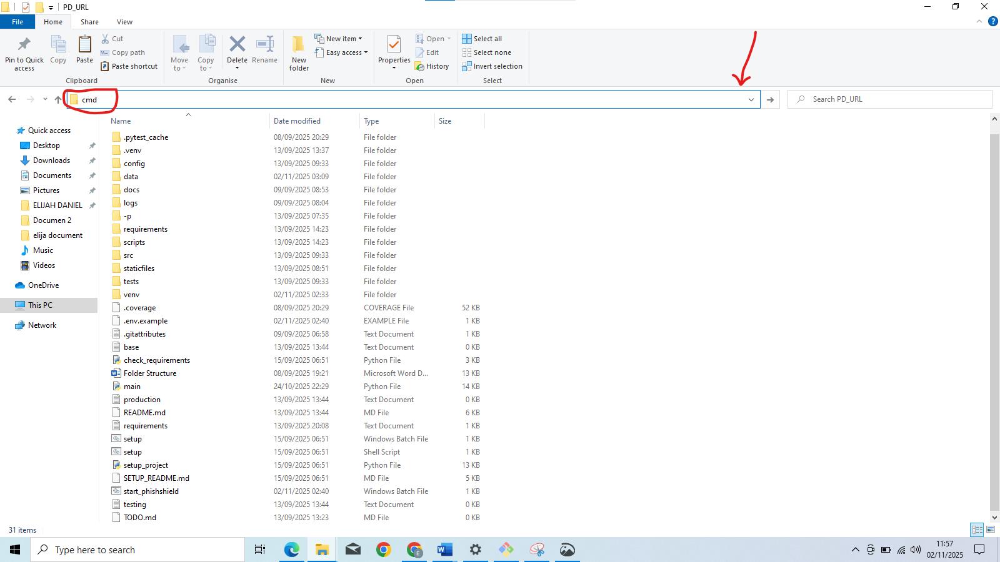 PD_URL
File Home Share View
Pin to Quick access
Copy
Paste
Cut
Copy path
Paste shortcut
Clipboard
Move to
Copy to
Delete
Rename
Organise
New folder
New item
Easy access
New
Properties
Open
Edit
History
Open
Select all
Select none
Invert selection
Select
cmd
Search PD_URL
Quick access
Desktop
Downloads
Documents
Pictures
ELIJAH DANIEL
Documen 2
elija document
Music
Videos
OneDrive
This PC
Network
Name Date modified Type Size
.pytest_cache 08/09/2025 20:29 File folder
.venv 13/09/2025 13:37 File folder
config 13/09/2025 09:33 File folder
data 02/11/2025 03:09 File folder
docs 09/09/2025 08:53 File folder
logs 09/09/2025 08:04 File folder
-p 13/09/2025 07:35 File folder
requirements 13/09/2025 14:23 File folder
scripts 13/09/2025 14:23 File folder
src 13/09/2025 09:33 File folder
staticfiles 13/09/2025 08:51 File folder
tests 13/09/2025 09:33 File folder
venv 02/11/2025 02:33 File folder
.coverage 08/09/2025 20:29 COVERAGE File 52 KB
.env.example 02/11/2025 02:40 EXAMPLE File 1 KB
.gitattributes 09/09/2025 06:58 Text Document 1 KB
base 13/09/2025 13:44 Text Document 0 KB
check_requirements 15/09/2025 06:51 Python File 3 KB
Folder Structure 08/09/2025 19:21 Microsoft Word D... 13 KB
main 24/10/2025 22:29 Python File 14 KB
production 13/09/2025 13:44 Text Document 0 KB
README.md 13/09/2025 13:44 MD File 6 KB
requirements 13/09/2025 20:08 Text Document 1 KB
setup 15/09/2025 06:51 Windows Batch File 1 KB
setup 15/09/2025 06:51 Shell Script 1 KB
setup_project 15/09/2025 06:51 Python File 13 KB
SETUP_README.md 15/09/2025 06:51 MD File 5 KB
start_phishshield 02/11/2025 02:40 Windows Batch File 1 KB
testing 13/09/2025 13:44 Text Document 0 KB
TODO.md 13/09/2025 13:23 MD File 0 KB
31 items
Type here to search
E
11:57
02/11/2025